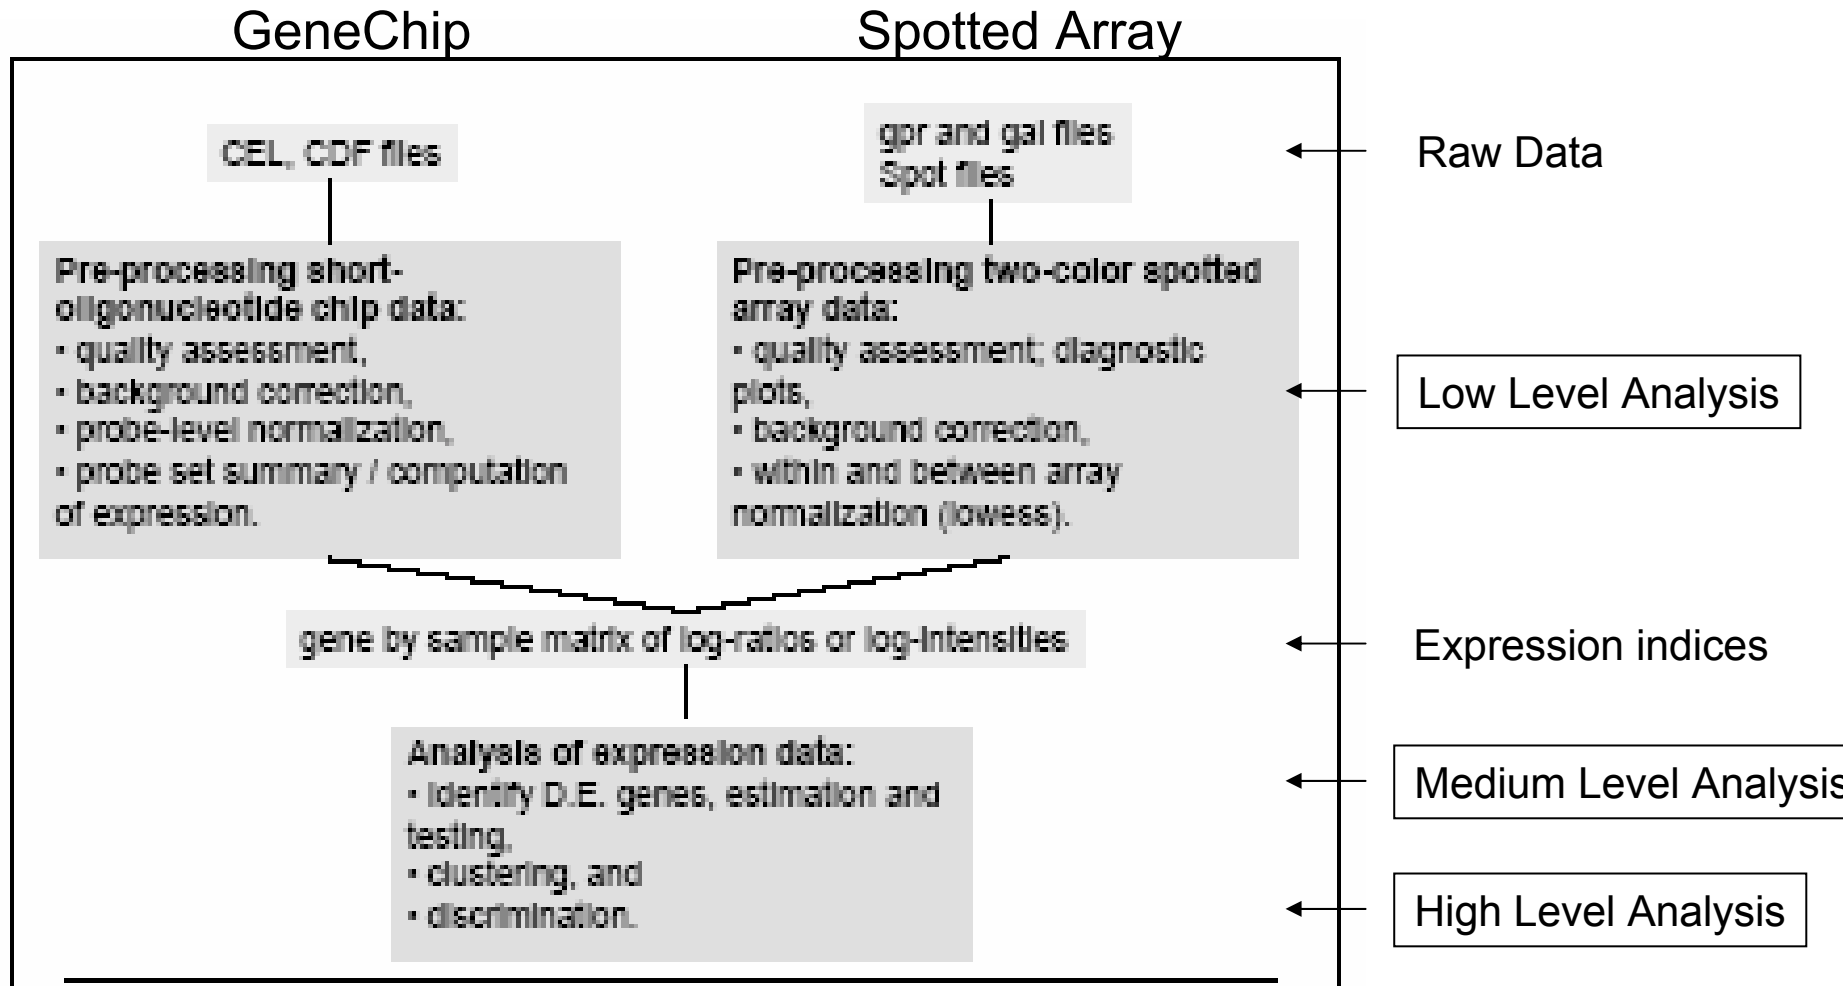 GeneChip
Spotted Array
CEL, CDF files
gpr and gal files
Spot files
Raw Data
Pre-processing short-
oligonucleotide chip data:
▪ quality assessment,
▪ background correction,
▪ probe-level normalization,
▪ probe set summary / computation
of expression.
Pre-processing two-color spotted
array data:
▪ quality assessment; diagnostic
plots,
▪ background correction,
▪ within and between array
normalization (lowess).
Low Level Analysis
gene by sample matrix of log-ratios or log-intensities
Expression indices
Analysis of expression data:
▪ identify D.E. genes, estimation and
testing,
▪ clustering, and
▪ discrimination.
Medium Level Analysis
High Level Analysis